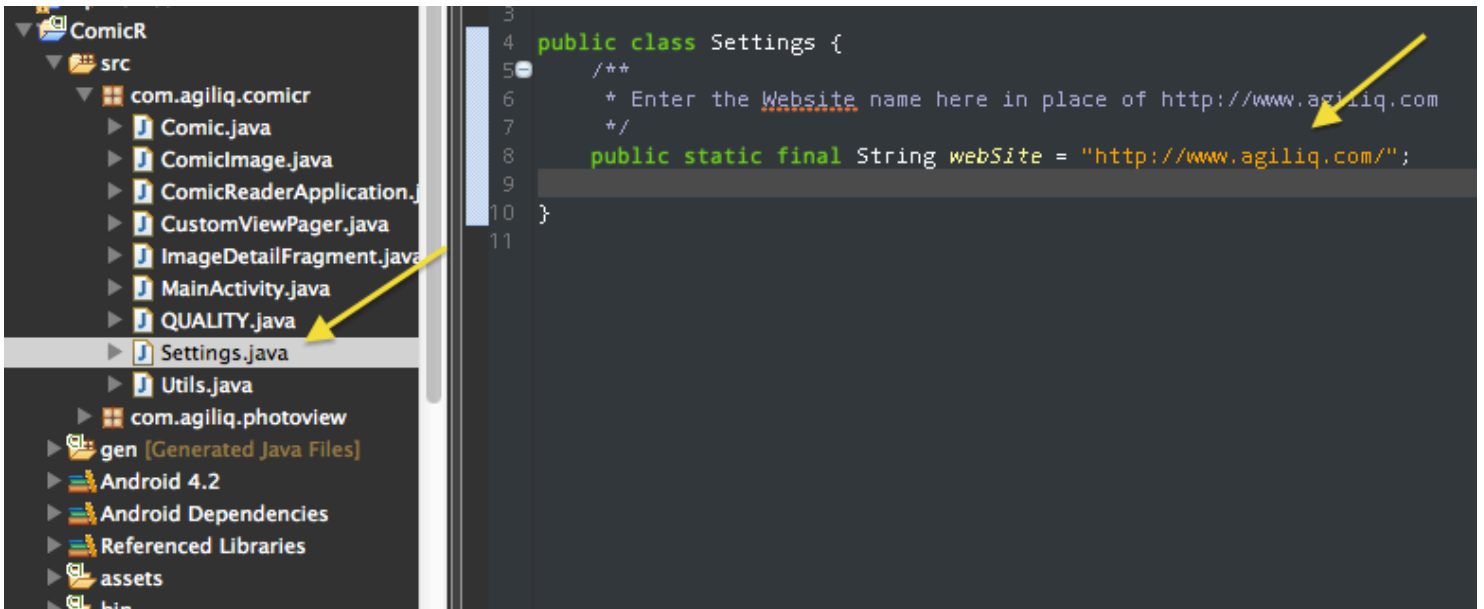 ComicR
src
com.agiliq.comicr
Comic.java
ComicImage.java
ComicReaderApplication.j
CustomViewPager.java
ImageDetailFragment.java
MainActivity.java
QUALITY.java
Settings.java
Utils.java
com.agiliq.photoview
gen [Generated Java Files]
Android 4.2
Android Dependencies
Referenced Libraries
assets
bin
3
4 public class Settings {
5 /**
6 * Enter the Website name here in place of http://www.agiliq.com
7 */
8 public static final String webSite = "http://www.agiliq.com/";
9
10 }
11